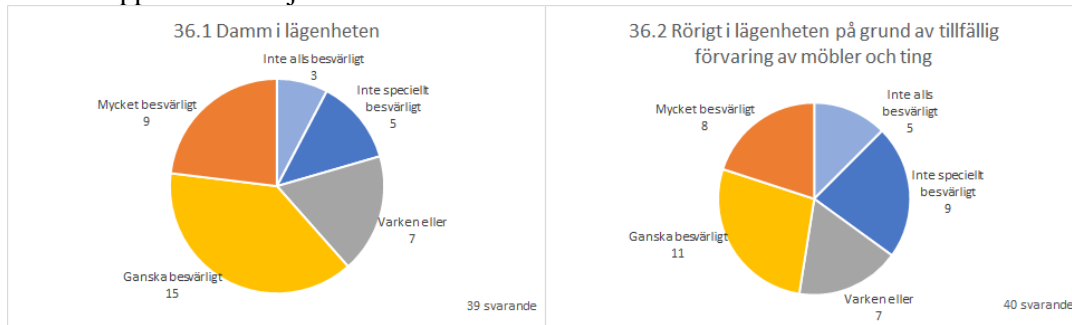 36.1 Damm i lägenheten
Inte alls besvärligt
3
Inte speciellt
besvärligt
5
Varken eller
7
Ganska besvärligt
15
Mycket besvärligt
9
39 svarande
36.2 Rörigt i lägenheten på grund av tillfällig
förvaring av möbler och ting
Inte alls
besvärligt
5
Inte speciellt
besvärligt
9
Varken eller
7
Ganska besvärligt
11
Mycket besvärligt
8
40 svarande